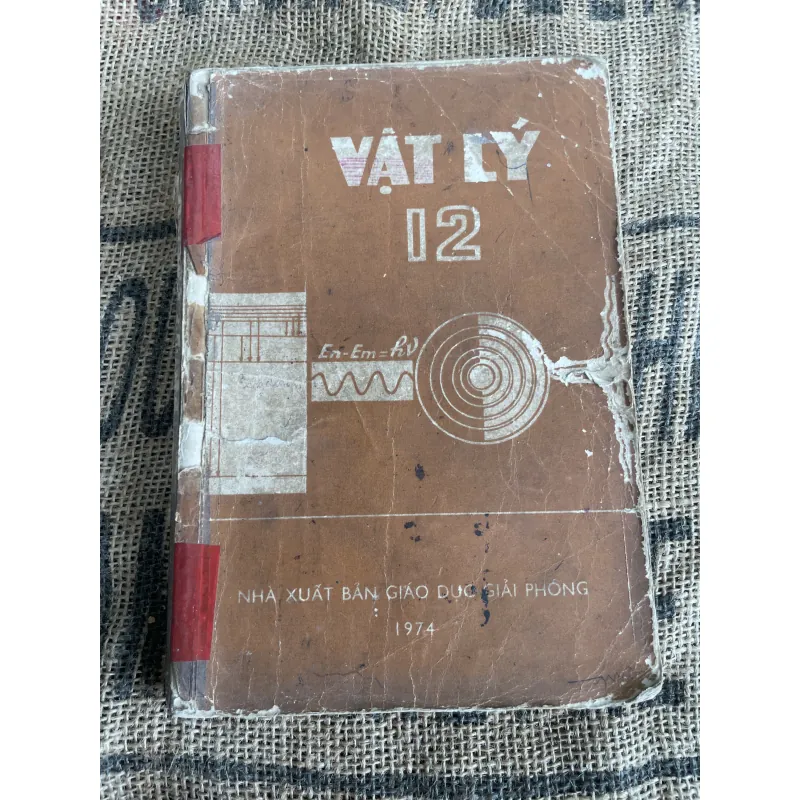 VẬT LÝ
12
En-Em=hν
NHÀ XUẤT BẢN GIÁO DỤC GIẢI PHÓNG
1974